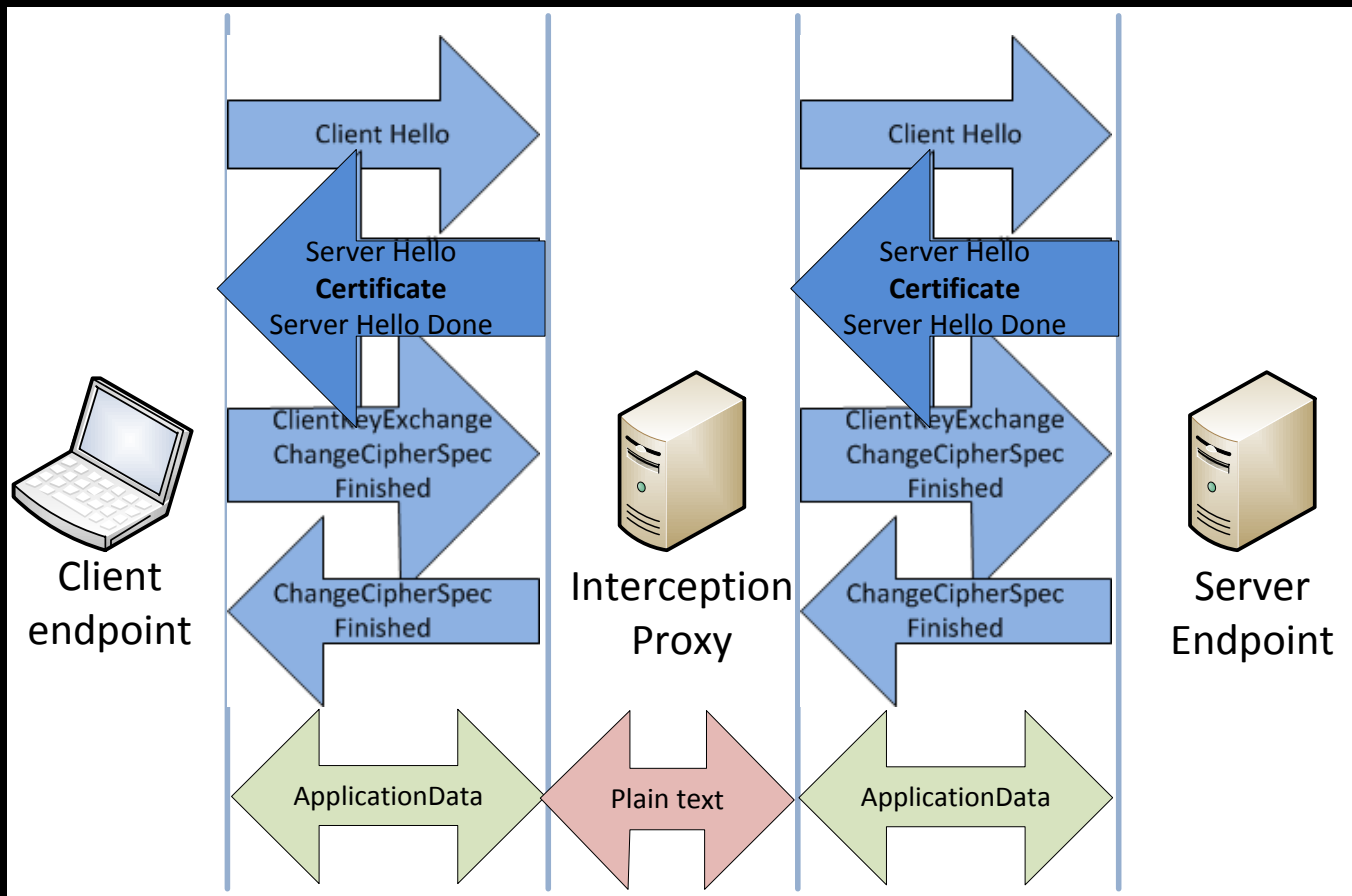 Client Hello
Client Hello
Server Hello
Certificate
Server Hello Done
Server Hello
Certificate
Server Hello Done
ClientKeyExchange
ChangeCipherSpec
Finished
ClientKeyExchange
ChangeCipherSpec
Finished
Client
endpoint
ChangeCipherSpec
Finished
Interception
Proxy
ChangeCipherSpec
Finished
Server
Endpoint
ApplicationData
Plain text
ApplicationData